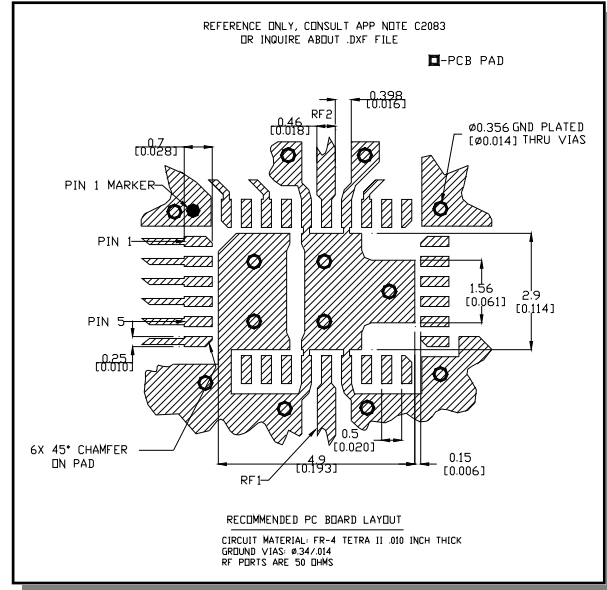 REFERENCE ONLY, CONSULT APP NOTE C2083
OR INQUIRE ABOUT .DXF FILE
-PCB PAD
0.398
[0.016]
RF2
0.46
[0.018]
Ø0.356 GND PLATED
[Ø0.014] THRU VIAS
0.7
[0.028]
PIN 1 MARKER
PIN 1
1.56
[0.061]
2.9
[0.114]
PIN 5
0.25
[0.010]
6X 45° CHAMFER
ON PAD
0.5
[0.020]
4.9
[0.193]
0.15
[0.006]
RF1
RECOMMENDED PC BOARD LAYOUT
CIRCUIT MATERIAL: FR-4 TETRA II .010 INCH THICK
GROUND VIAS: Ø.34/.014
RF PORTS ARE 50 OHMS